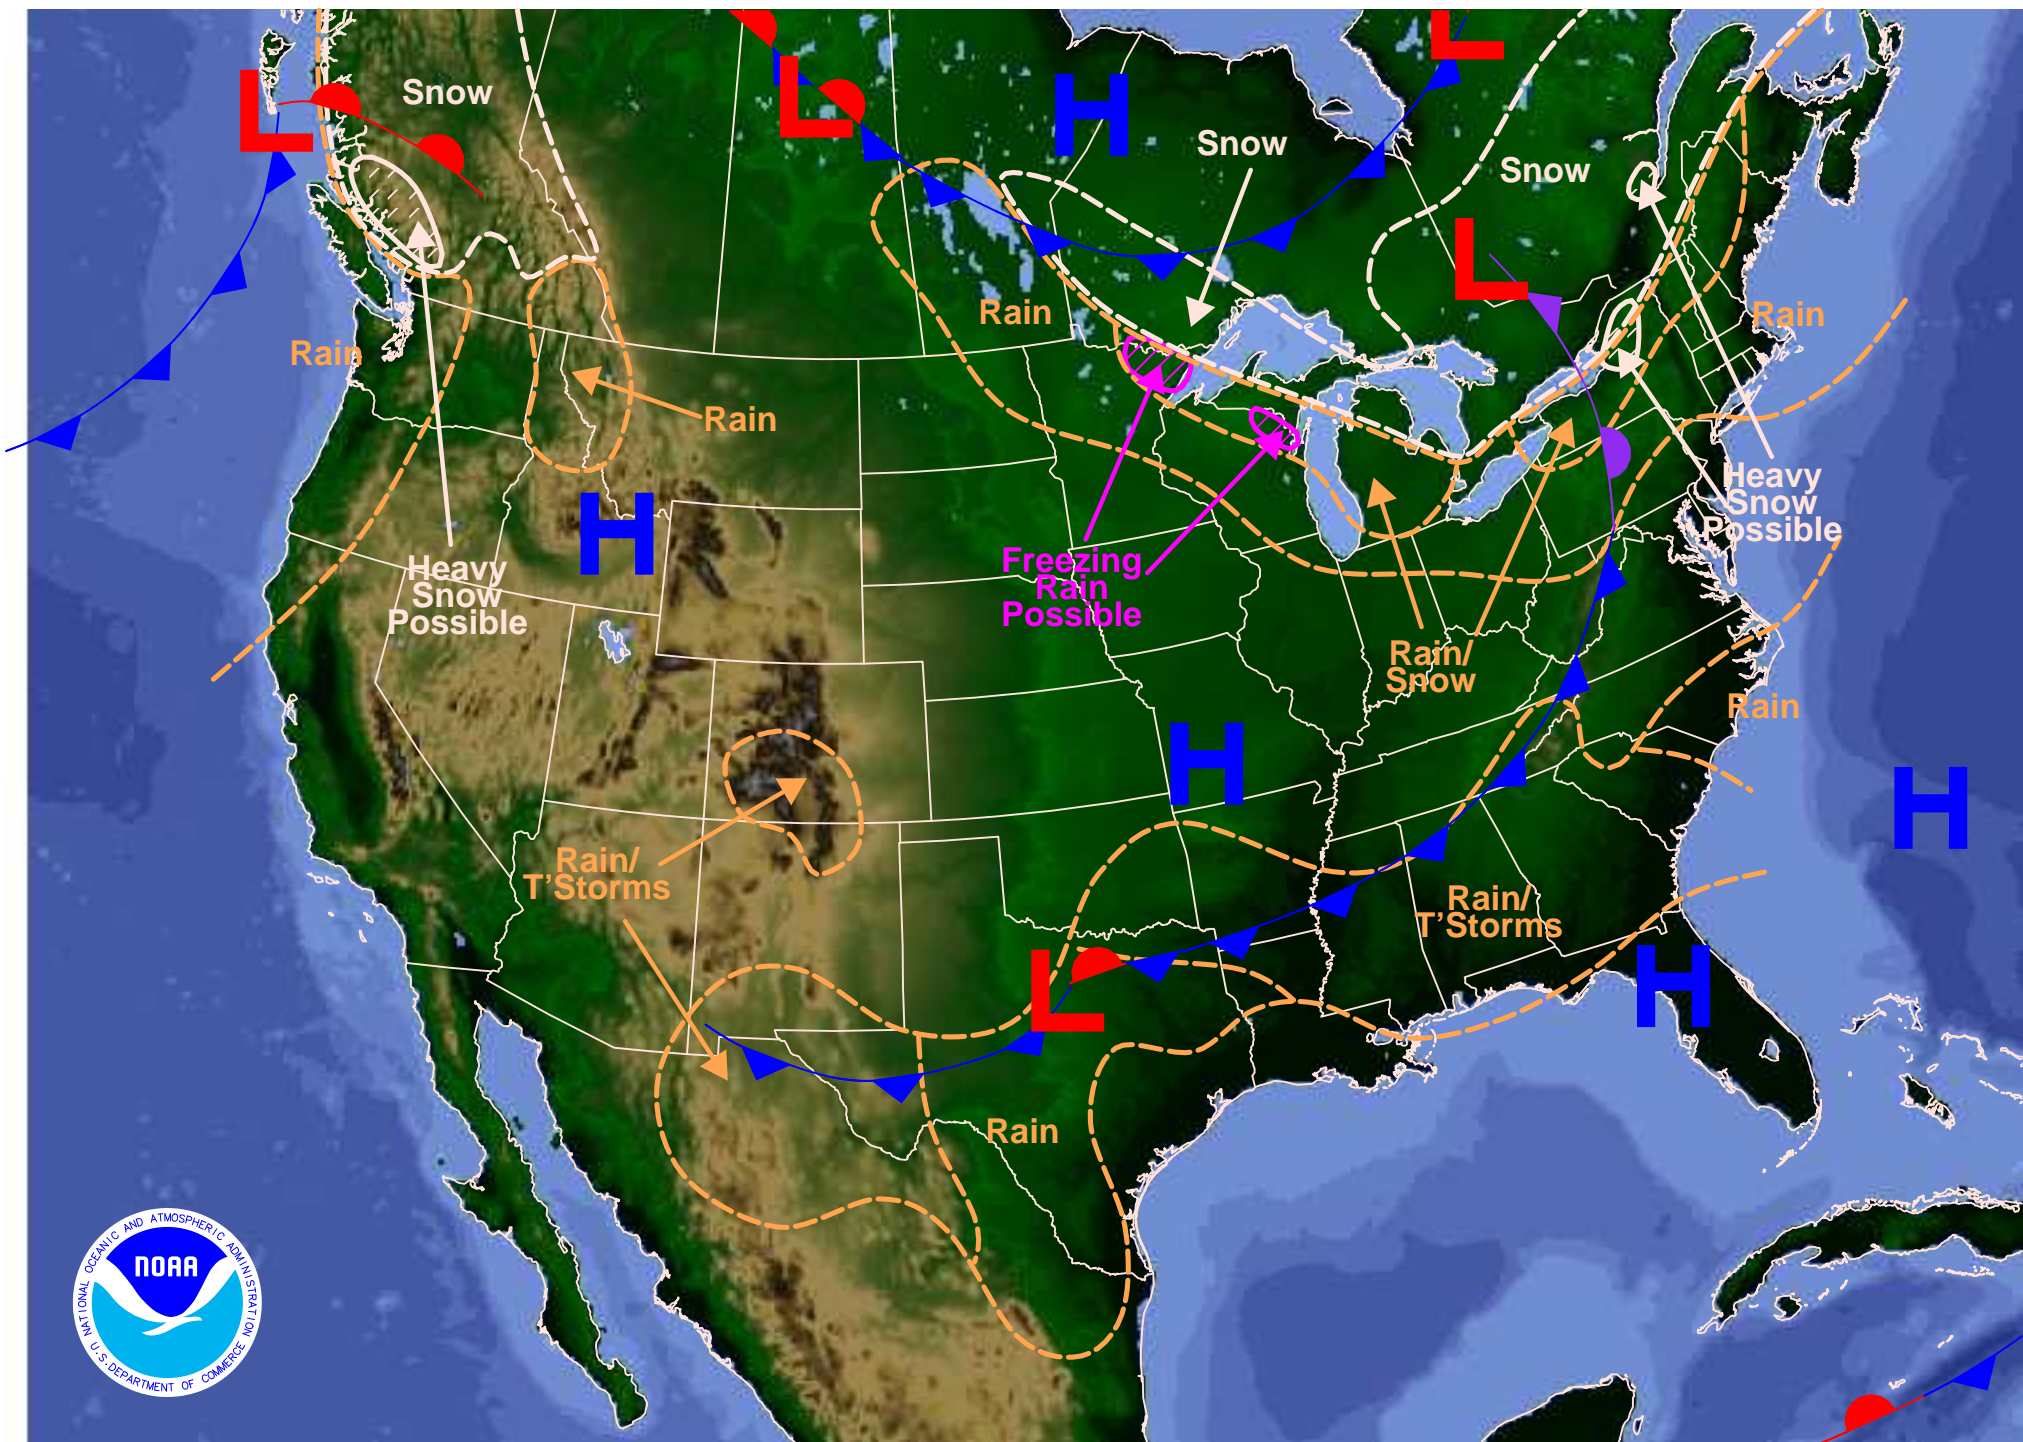 L
L
L
H
Snow
Snow
Snow
L
Rain
Rain
Rain
Rain
H
Heavy
Snow
Possible
Heavy
Snow
Possible
Freezing
Rain
Possible
Rain/
Snow
Rain
H
H
Rain/
T'Storms
Rain/
T'Storms
L
H
Rain
NATIONAL OCEANIC AND ATMOSPHERIC ADMINISTRATION
NOAA
U.S. DEPARTMENT OF COMMERCE